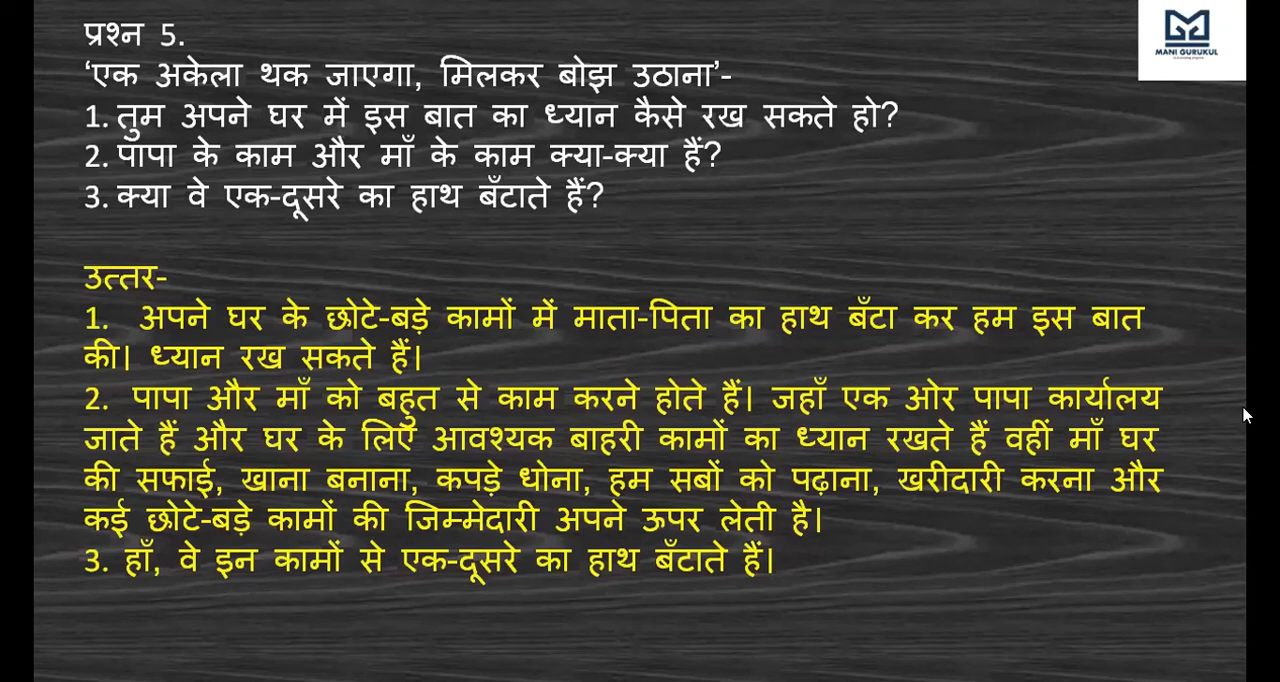 प्रश्न 5.
‘एक अकेला थक जाएगा, मिलकर बोझ उठाना’-
1. तुम अपने घर में इस बात का ध्यान कैसे रख सकते हो?
2. पापा के काम और माँ के काम क्या-क्या हैं?
3. क्या वे एक-दूसरे का हाथ बँटाते हैं?
उत्तर-
1. अपने घर के छोटे-बड़े कामों में माता-पिता का हाथ बँटा कर हम इस बात
की। ध्यान रख सकते हैं।
2. पापा और माँ को बहुत से काम करने होते हैं। जहाँ एक ओर पापा कार्यालय
जाते हैं और घर के लिए आवश्यक बाहरी कामों का ध्यान रखते हैं वहीं माँ घर
की सफाई, खाना बनाना, कपड़े धोना, हम सबों को पढ़ाना, खरीदारी करना और
कई छोटे-बड़े कामों की जिम्मेदारी अपने ऊपर लेती है।
3. हाँ, वे इन कामों से एक-दूसरे का हाथ बँटाते हैं।
MANI GURUKUL